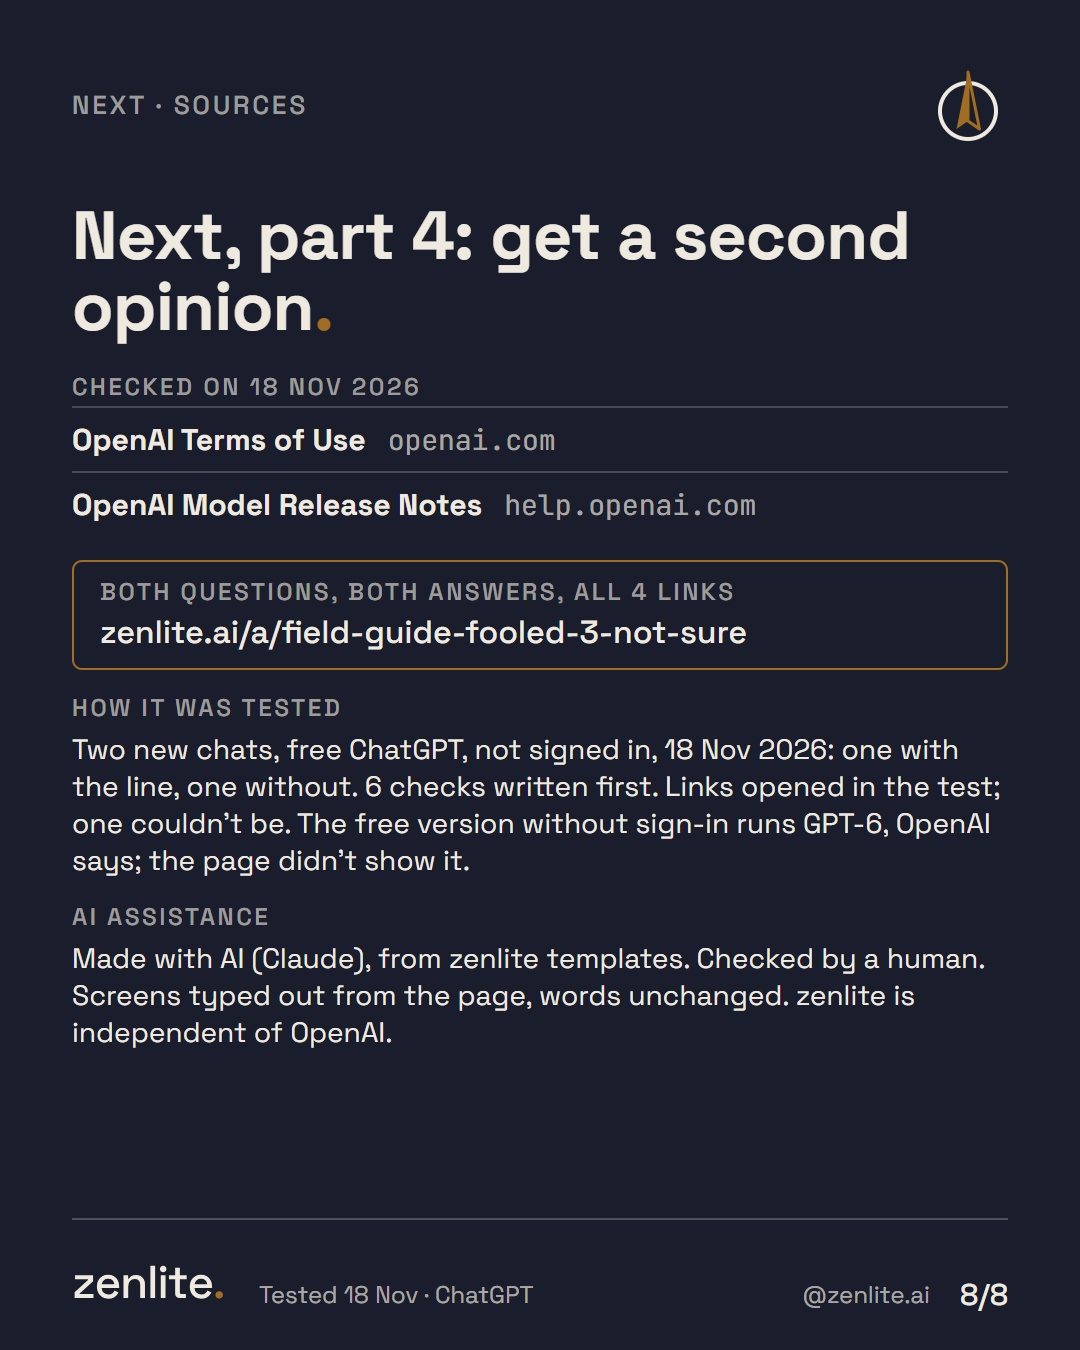 NEXT · SOURCES
Next, part 4: get a second
opinion.
CHECKED ON 18 NOV 2026
OpenAI Terms of Use openai.com
OpenAI Model Release Notes help.openai.com
BOTH QUESTIONS, BOTH ANSWERS, ALL 4 LINKS
zenlite.ai/a/field-guide-fooled-3-not-sure
HOW IT WAS TESTED
Two new chats, free ChatGPT, not signed in, 18 Nov 2026: one with
the line, one without. 6 checks written first. Links opened in the test;
one couldn’t be. The free version without sign-in runs GPT-6, OpenAI
says; the page didn’t show it.
AI ASSISTANCE
Made with AI (Claude), from zenlite templates. Checked by a human.
Screens typed out from the page, words unchanged. zenlite is
independent of OpenAI.
zenlite. Tested 18 Nov · ChatGPT @zenlite.ai 8/8